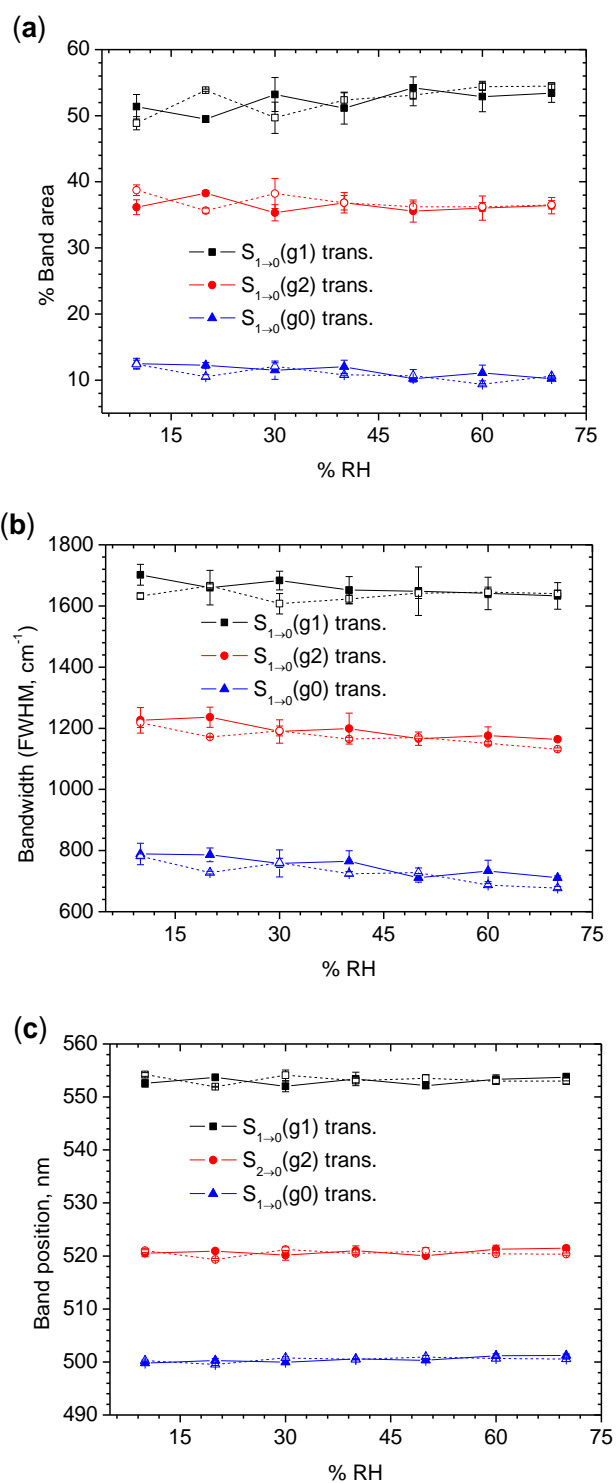 (a)
60
50
40
30
20
10
% Band area
S1→0(g1) trans.
S1→0(g2) trans.
S1→0(g0) trans.
15 30 45 60 75
% RH
(b)
1800
1600
1400
1200
1000
800
600
Bandwidth (FWHM, cm-1)
S1→0(g1) trans.
S1→0(g2) trans.
S1→0(g0) trans.
15 30 45 60 75
% RH
(c)
560
550
540
530
520
510
500
490
Band position, nm
S1→0(g1) trans.
S2→0(g2) trans.
S1→0(g0) trans.
15 30 45 60 75
% RH